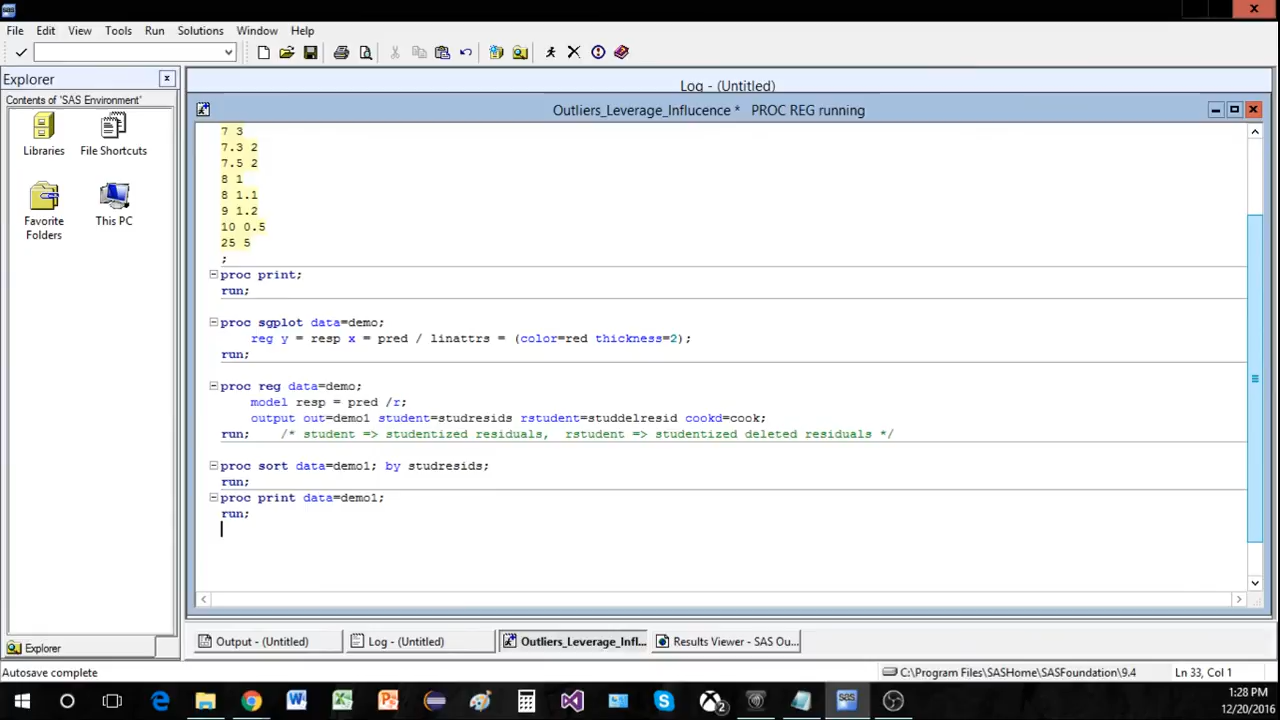 File Edit View Tools Run Solutions Window Help
Explorer x
Contents of 'SAS Environment'
Libraries
File Shortcuts
Favorite Folders
This PC
Log - (Untitled)
Outliers_Leverage_Influcence * PROC REG running
7 3
7.3 2
7.5 2
8 1
8 1.1
9 1.2
10 0.5
25 5
;
proc print;
run;
proc sgplot data=demo;
reg y = resp x = pred / linattrs = (color=red thickness=2);
run;
proc reg data=demo;
model resp = pred /r;
output out=demo1 student=studresids rstudent=studdelresid cookd=cook;
run; /* student => studentized residuals, rstudent => studentized deleted residuals */
proc sort data=demo1; by studresids;
run;
proc print data=demo1;
run;
Explorer
Output - (Untitled) Log - (Untitled) Outliers_Leverage_Infl... Results Viewer - SAS Ou...
Autosave complete C:\Program Files\SASHome\SASFoundation\9.4 Ln 33, Col 1
1:28 PM
12/20/2016